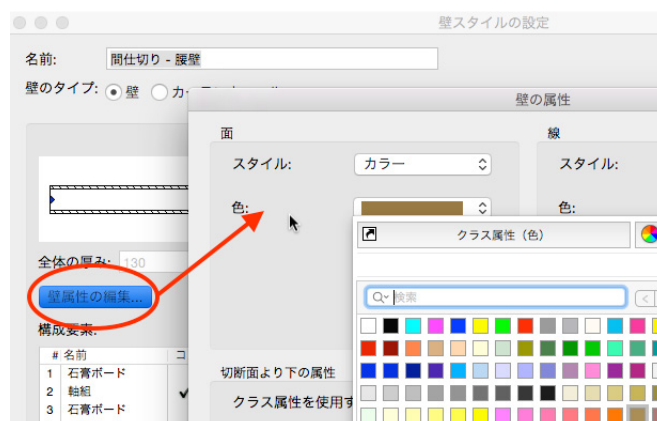 壁スタイルの設定
名前: 間仕切り - 腰壁
壁のタイプ: 壁 カー
壁の属性
面
線
スタイル: カラー
スタイル:
色:
色:
クラス属性（色）
全体の厚み: 130
検索
壁属性の編集...
構成要素:
# 名前 コ
1 石膏ボード
2 軸組
3 石膏ボード
切断面より下の属性
クラス属性を使用す